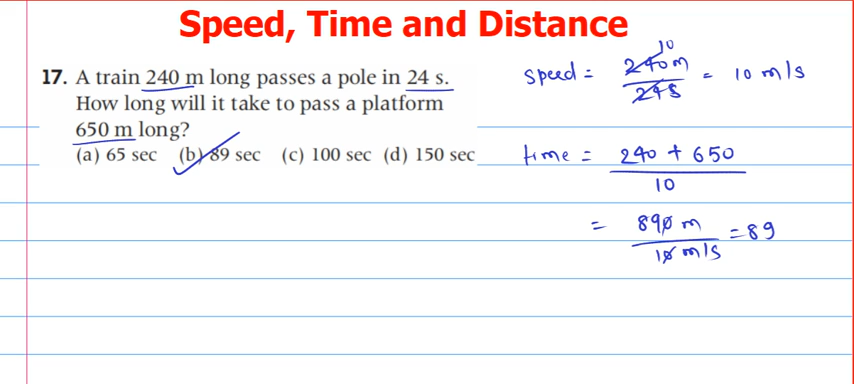 Speed, Time and Distance
17. A train 240 m long passes a pole in 24 s.
How long will it take to pass a platform
650 m long?
(a) 65 sec (b) 89 sec (c) 100 sec (d) 150 sec
10
speed = 240m / 24s = 10 m/s
time = 240 + 650 / 10
= 890 m / 10 m/s = 89